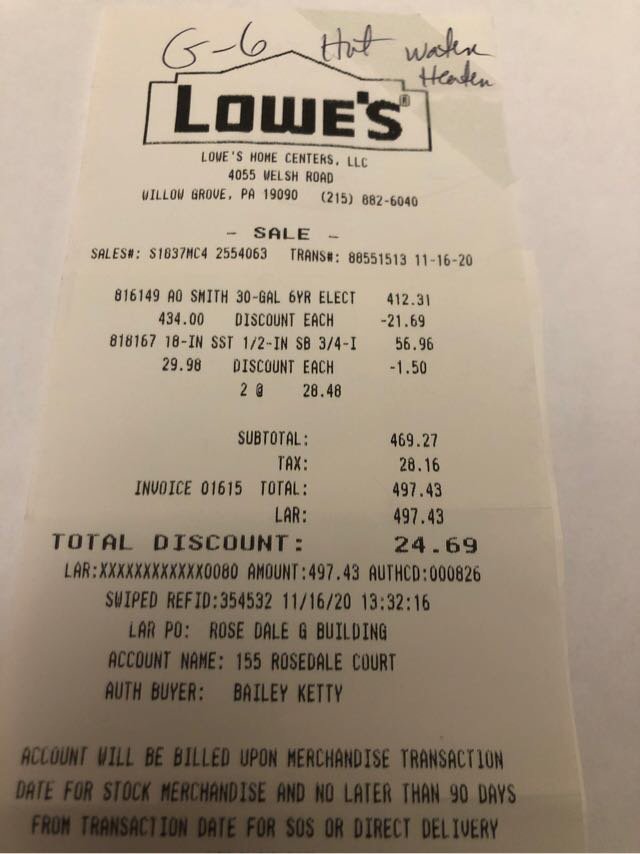 G-6 Hot Water
Heater
LOWE'S®
LOWE'S HOME CENTERS, LLC
4055 WELSH ROAD
WILLOW GROVE, PA 19090 (215) 882-6040
- SALE -
SALES#: S1837MC4 2554063 TRANS#: 88551513 11-16-20
816149 AO SMITH 30-GAL 6YR ELECT 412.31
434.00 DISCOUNT EACH -21.69
818167 18-IN SST 1/2-IN SB 3/4-I 56.96
29.98 DISCOUNT EACH -1.50
2 @ 28.48
SUBTOTAL: 469.27
TAX: 28.16
INVOICE 01615 TOTAL: 497.43
LAR: 497.43
TOTAL DISCOUNT: 24.69
LAR:XXXXXXXXXXXX0080 AMOUNT:497.43 AUTHCD:000826
SWIPED REFID:354532 11/16/20 13:32:16
LAR PO: ROSE DALE G BUILDING
ACCOUNT NAME: 155 ROSEDALE COURT
AUTH BUYER: BAILEY KETTY
ACCOUNT WILL BE BILLED UPON MERCHANDISE TRANSACTION
DATE FOR STOCK MERCHANDISE AND NO LATER THAN 90 DAYS
FROM TRANSACTION DATE FOR SOS OR DIRECT DELIVERY